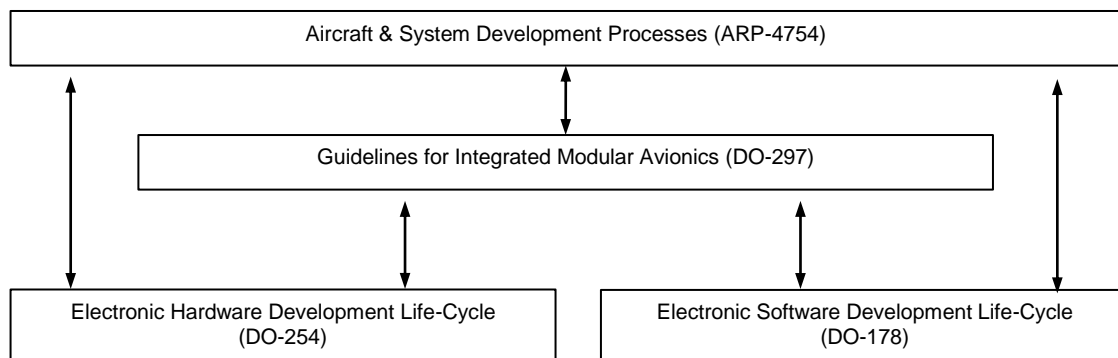 Aircraft & System Development Processes (ARP-4754)
Guidelines for Integrated Modular Avionics (DO-297)
Electronic Hardware Development Life-Cycle
(DO-254)
Electronic Software Development Life-Cycle
(DO-178)